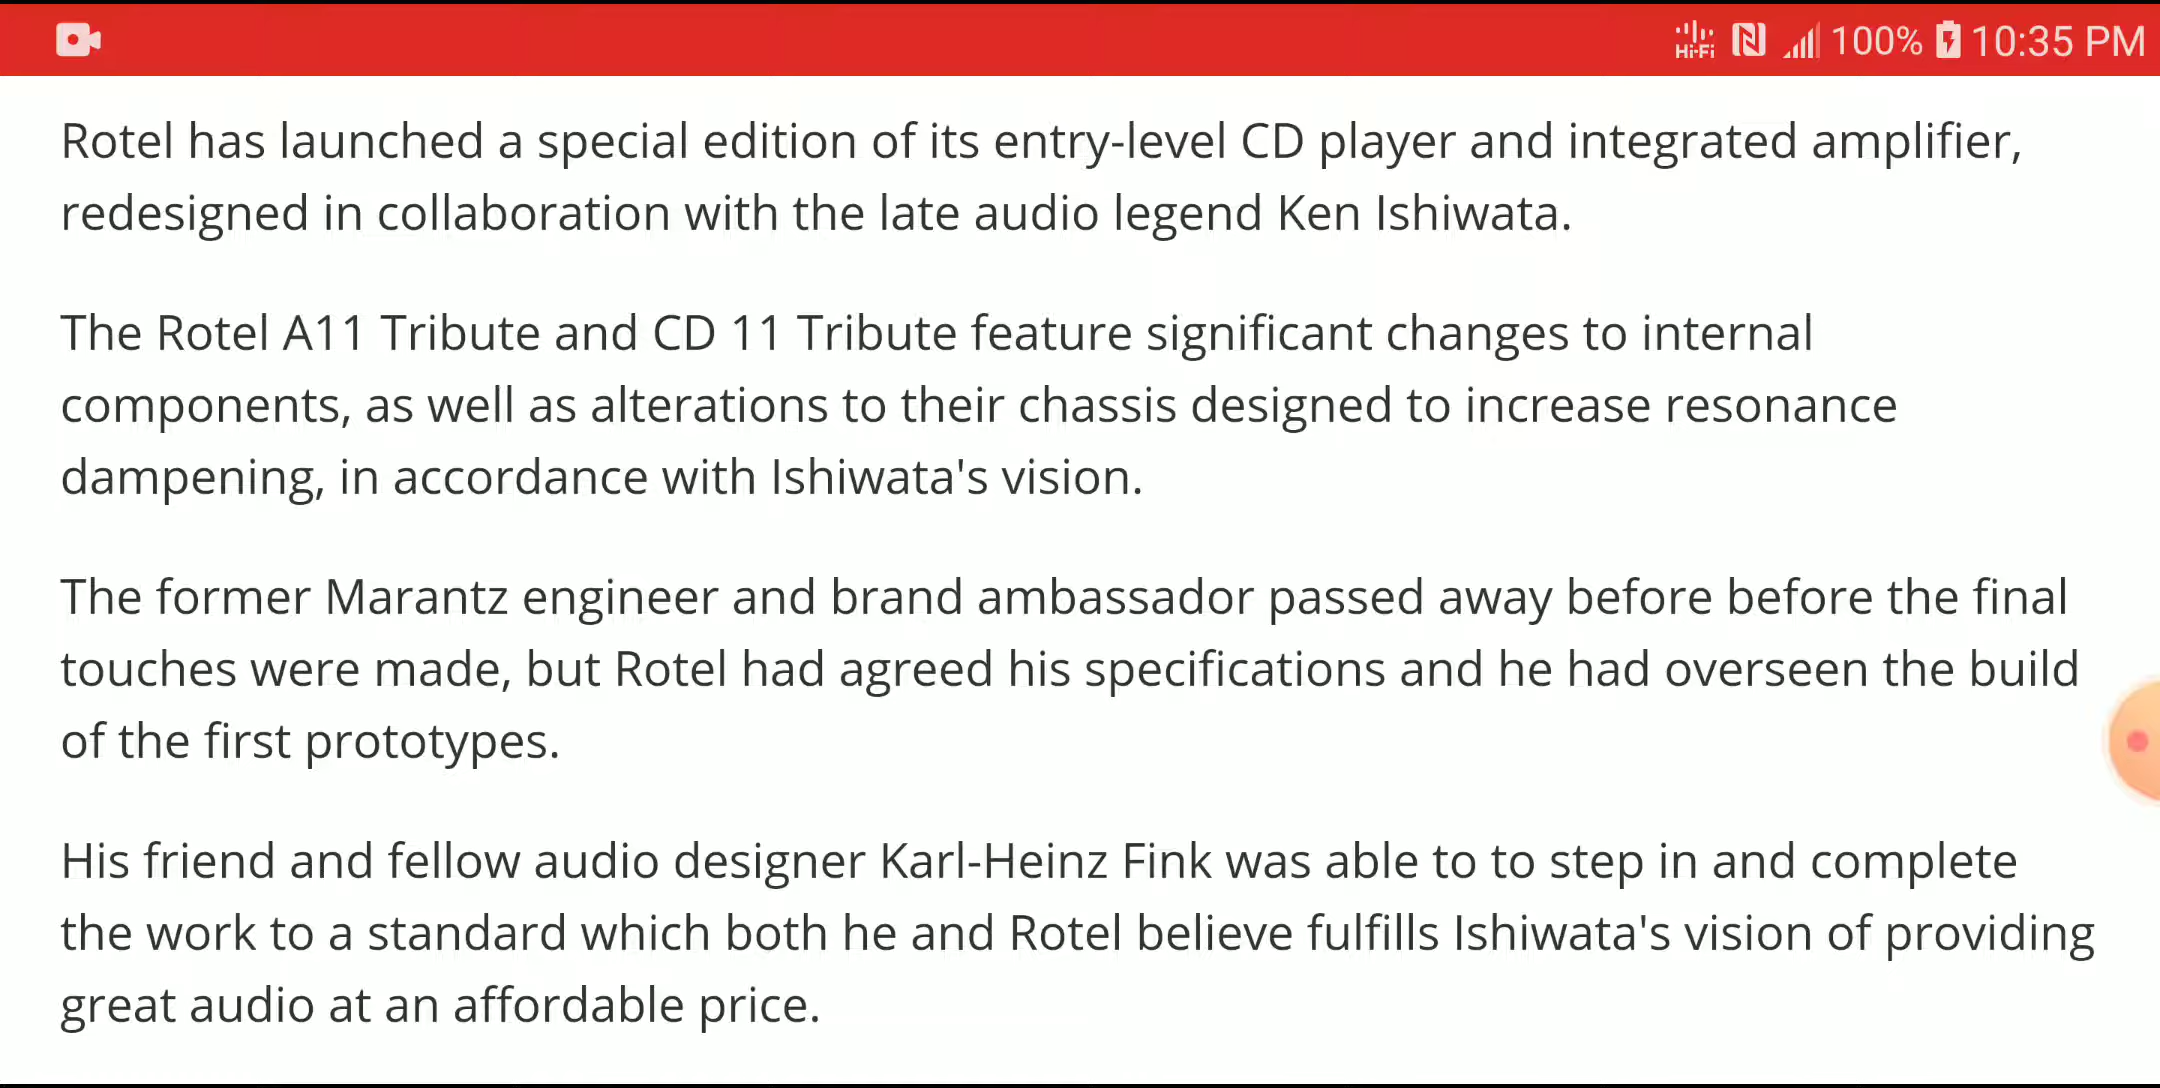 Hi-Fi 100% 10:35 PM
Rotel has launched a special edition of its entry-level CD player and integrated amplifier,
redesigned in collaboration with the late audio legend Ken Ishiwata.
The Rotel A11 Tribute and CD 11 Tribute feature significant changes to internal
components, as well as alterations to their chassis designed to increase resonance
dampening, in accordance with Ishiwata's vision.
The former Marantz engineer and brand ambassador passed away before before the final
touches were made, but Rotel had agreed his specifications and he had overseen the build
of the first prototypes.
His friend and fellow audio designer Karl-Heinz Fink was able to to step in and complete
the work to a standard which both he and Rotel believe fulfills Ishiwata's vision of providing
great audio at an affordable price.